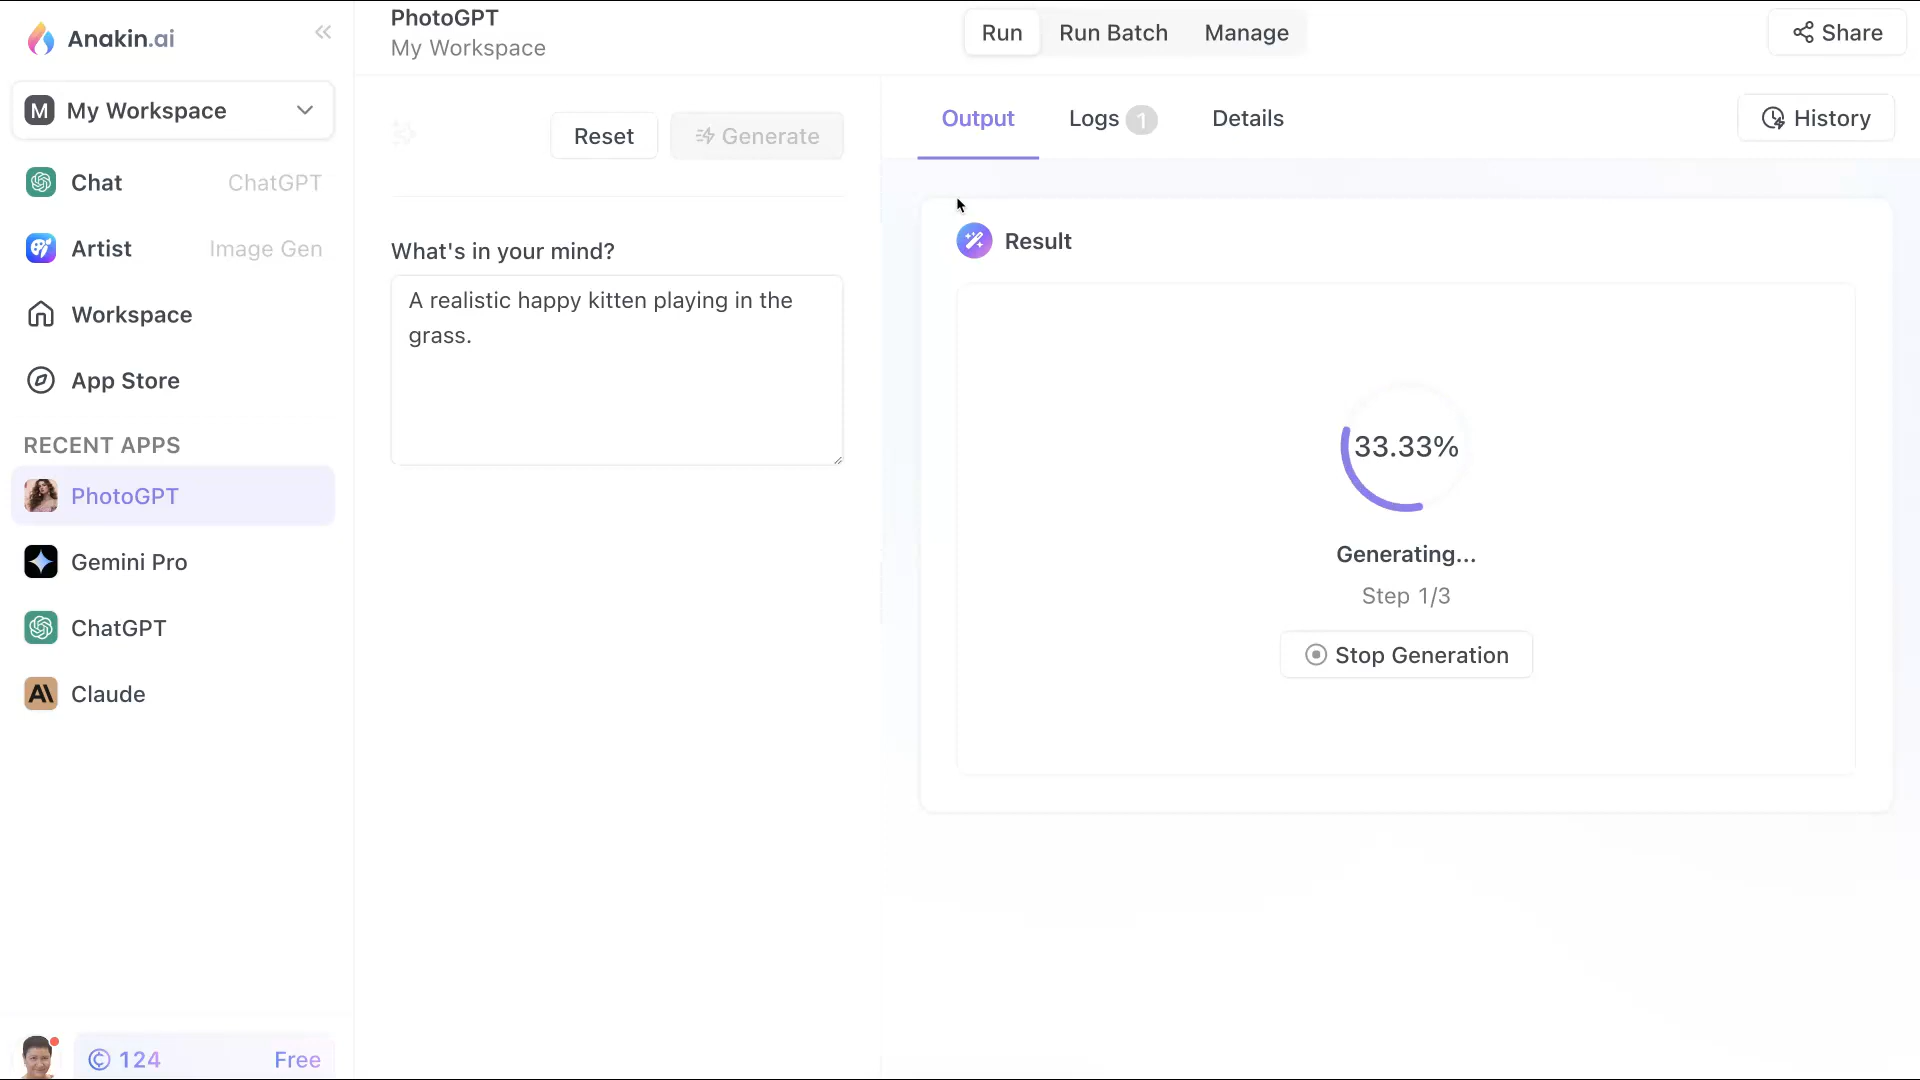 Anakin.ai
M My Workspace
Chat ChatGPT
Artist Image Gen
Workspace
App Store
RECENT APPS
PhotoGPT
Gemini Pro
ChatGPT
Claude
124 Free
PhotoGPT
My Workspace
Run Run Batch Manage
Share
Reset Generate
What's in your mind?
A realistic happy kitten playing in the
grass.
Output Logs 1 Details
History
Result
33.33%
Generating...
Step 1/3
Stop Generation